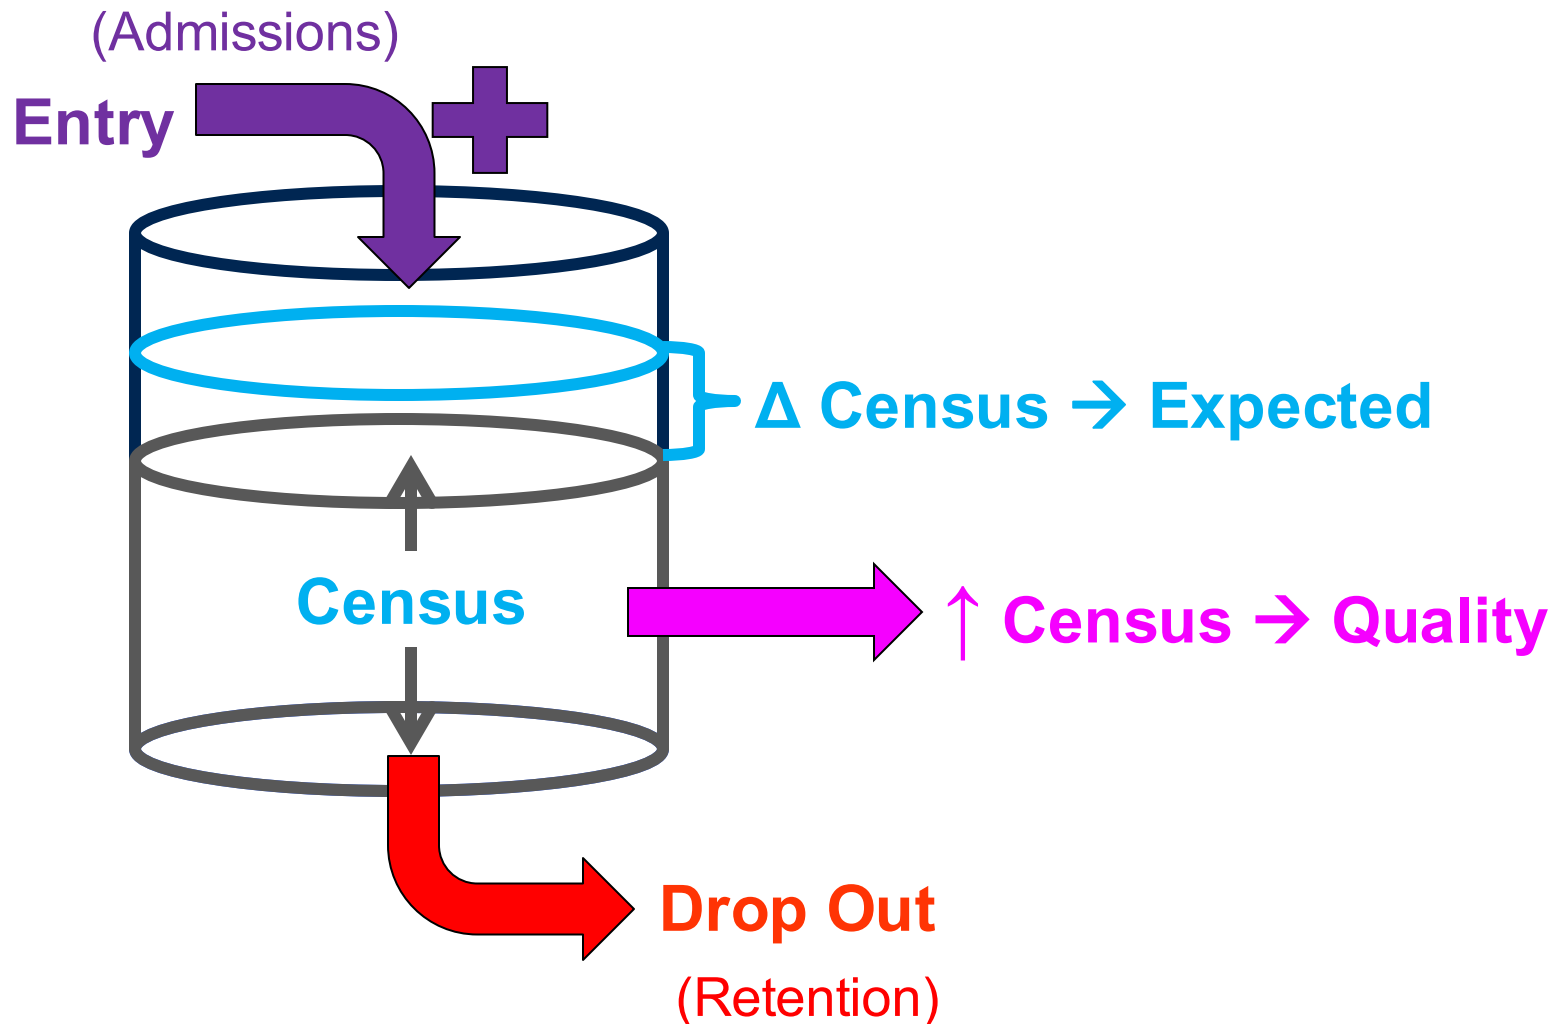 (Admissions)
Entry
Δ Census → Expected
Census
↑ Census → Quality
Drop Out
(Retention)